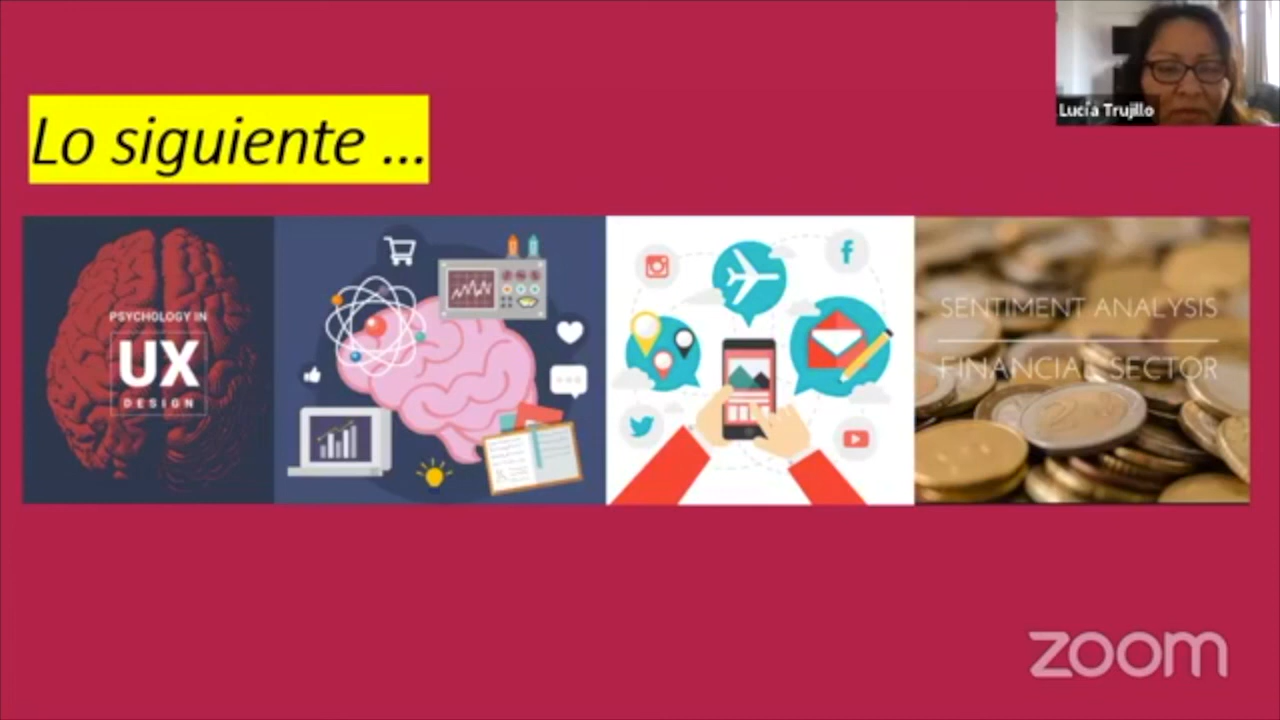 Lo siguiente ...
Lucía Trujillo
PSYCHOLOGY IN
UX
DESIGN
SENTIMENT ANALYSIS
FINANCIAL SECTOR
zoom